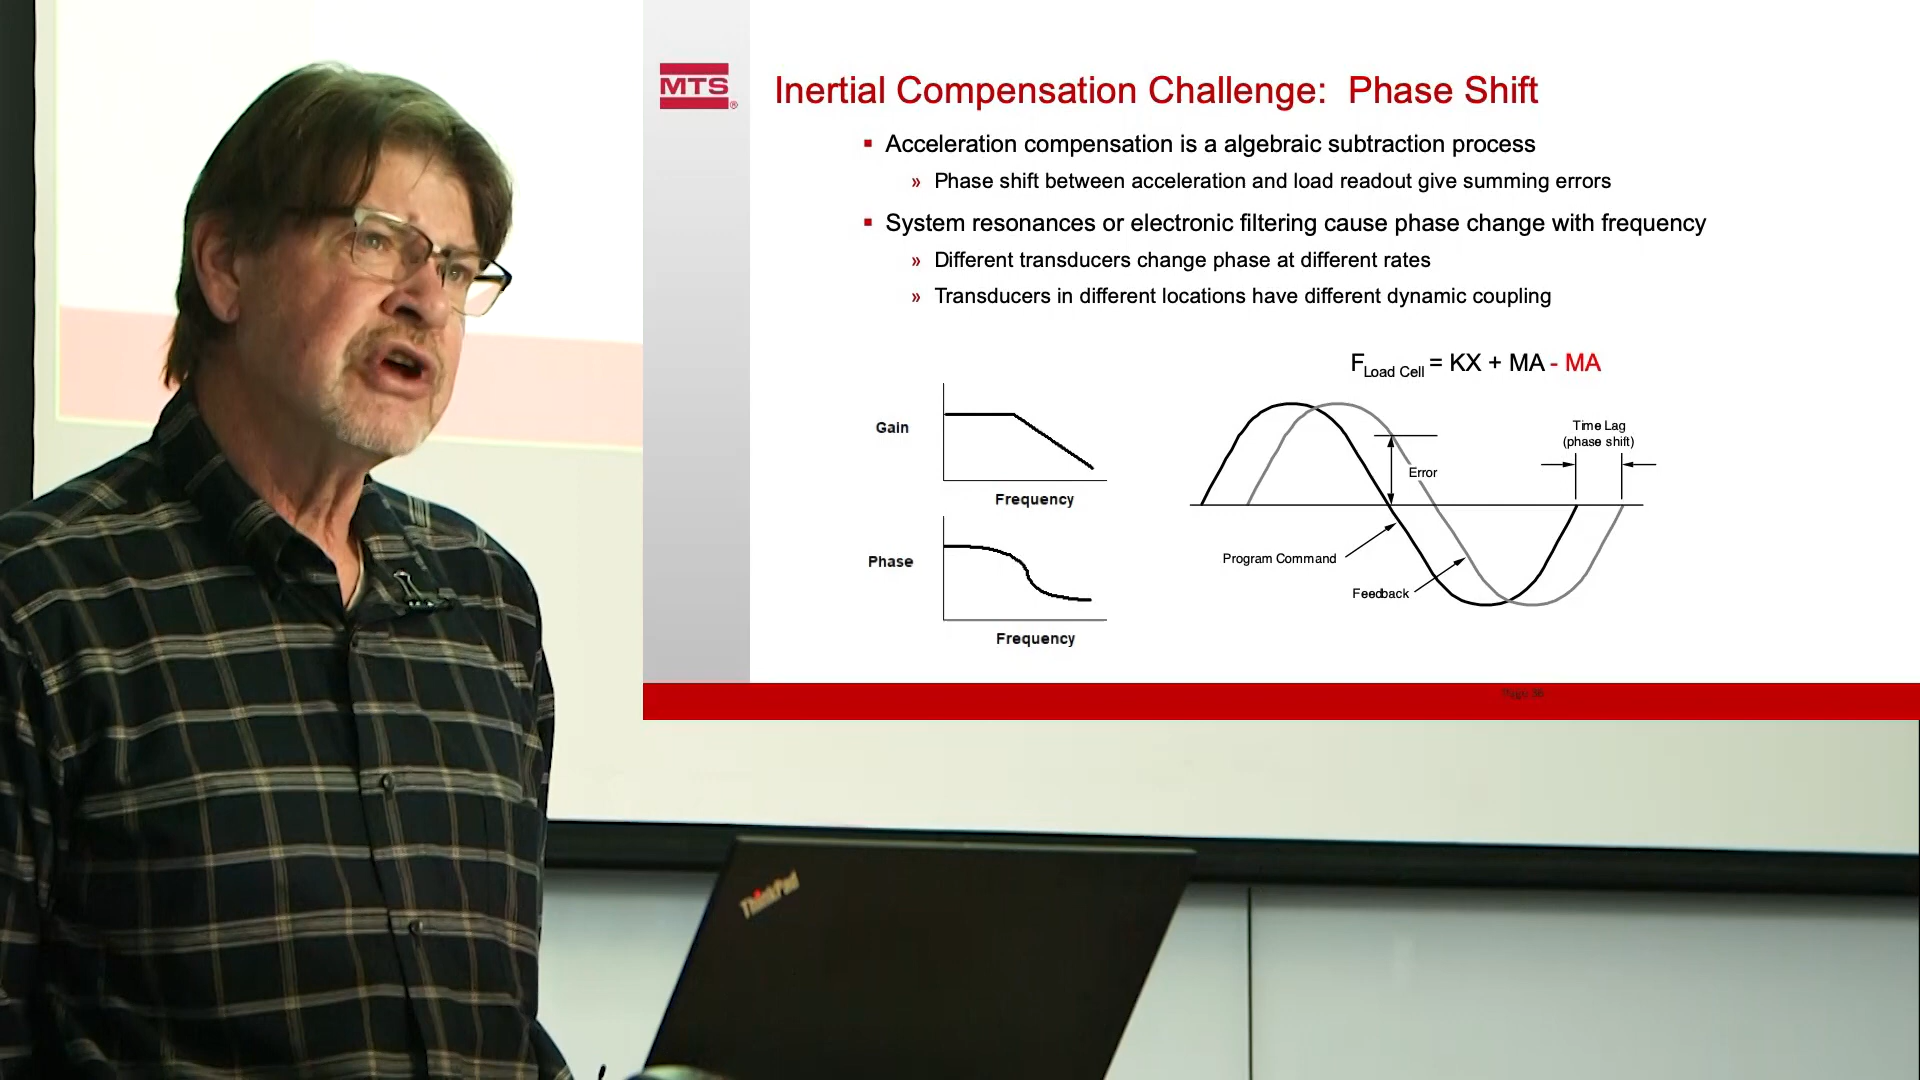 MTS
®
Inertial Compensation Challenge: Phase Shift
Acceleration compensation is a algebraic subtraction process
» Phase shift between acceleration and load readout give summing errors
System resonances or electronic filtering cause phase change with frequency
» Different transducers change phase at different rates
» Transducers in different locations have different dynamic coupling
F Load Cell = KX + MA - MA
Gain
Frequency
Phase
Frequency
Time Lag
(phase shift)
Error
Program Command
Feedback
Page 36
ThinkPad